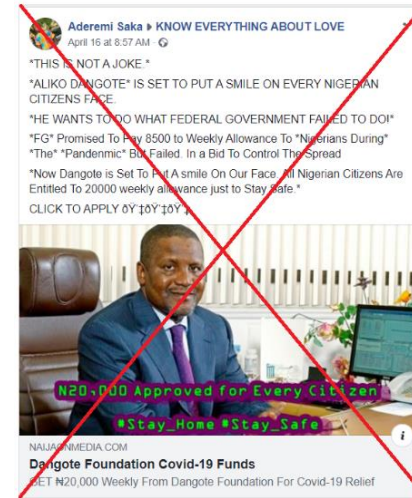 Aderemi Saka ▸ KNOW EVERYTHING ABOUT LOVE
April 16 at 8:57 AM ·
*THIS IS NOT A JOKE.*
*ALIKO DANGOTE* IS SET TO PUT A SMILE ON EVERY NIGERIAN
CITIZENS FACE.
*HE WANTS TO DO WHAT FEDERAL GOVERNMENT FAILED TO DO!*
*FG* Promised To Pay 8500 to Weekly Allowance To *Nigerians During*
*The* *Pandenmic* But Failed. In a Bid To Control The Spread
*Now Dangote is Set To Put A smile On Our Face. All Nigerian Citizens Are
Entitled To 20000 weekly allowance just to Stay Safe.*
CLICK TO APPLY ðŸ‘‡ðŸ‘‡ðŸ‘‡
N20,000 Approved for Every Citizen
#Stay_Home #Stay_Safe
NAIJAONMEDIA.COM
Dangote Foundation Covid-19 Funds
GET ₦20,000 Weekly From Dangote Foundation For Covid-19 Relief